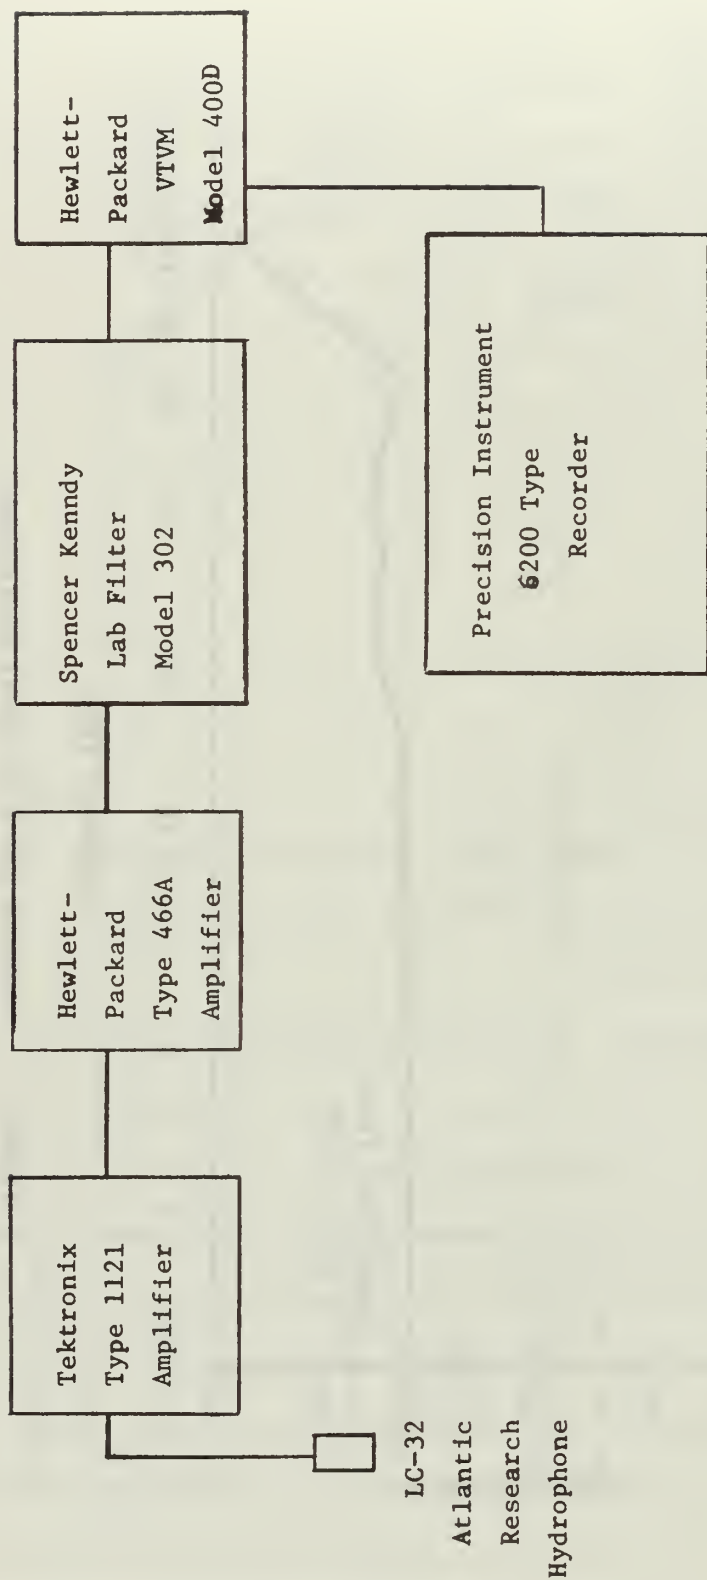 LC-32
Atlantic
Research
Hydrophone
Tektronix
Type 1121
Amplifier
Hewlett-
Packard
Type 466A
Amplifier
Spencer Kenndy
Lab Filter
Model 302
Hewlett-
Packard
VTVM
Model 400D
Precision Instrument
6200 Type
Recorder